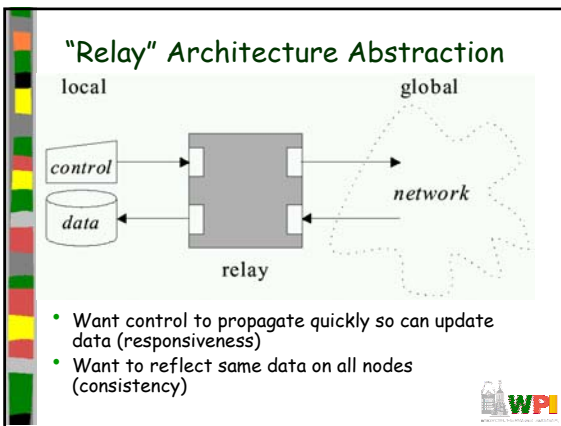 “Relay” Architecture Abstraction
local
global
control
data
network
relay
• Want control to propagate quickly so can update
data (responsiveness)
• Want to reflect same data on all nodes
(consistency)
WPI